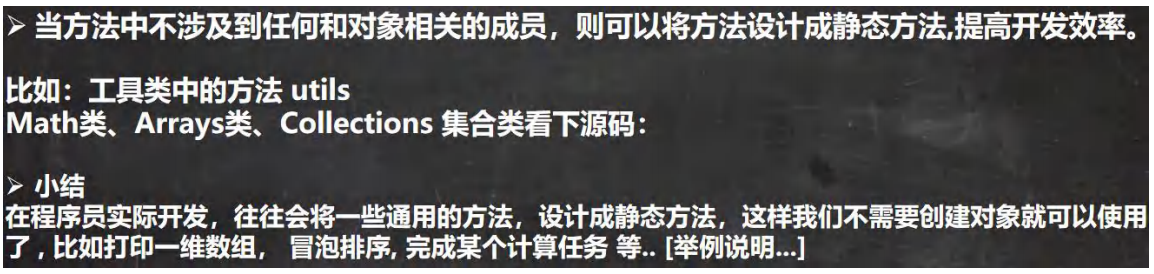 ➢ 当方法中不涉及到任何和对象相关的成员，则可以将方法设计成静态方法,提高开发效率。
比如：工具类中的方法 utils
Math类、Arrays类、Collections 集合类看下源码：
➢ 小结
在程序员实际开发，往往会将一些通用的方法，设计成静态方法，这样我们不需要创建对象就可以使用
了 , 比如打印一维数组， 冒泡排序, 完成某个计算任务 等.. [举例说明...]